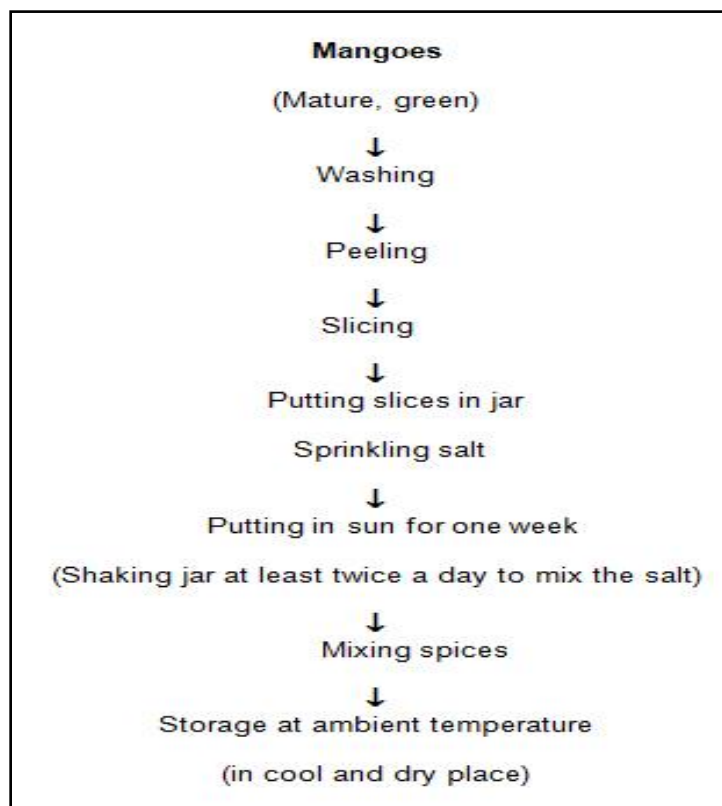 Mangoes
(Mature, green)
↓
Washing
↓
Peeling
↓
Slicing
↓
Putting slices in jar
Sprinkling salt
↓
Putting in sun for one week
(Shaking jar at least twice a day to mix the salt)
↓
Mixing spices
↓
Storage at ambient temperature
(in cool and dry place)